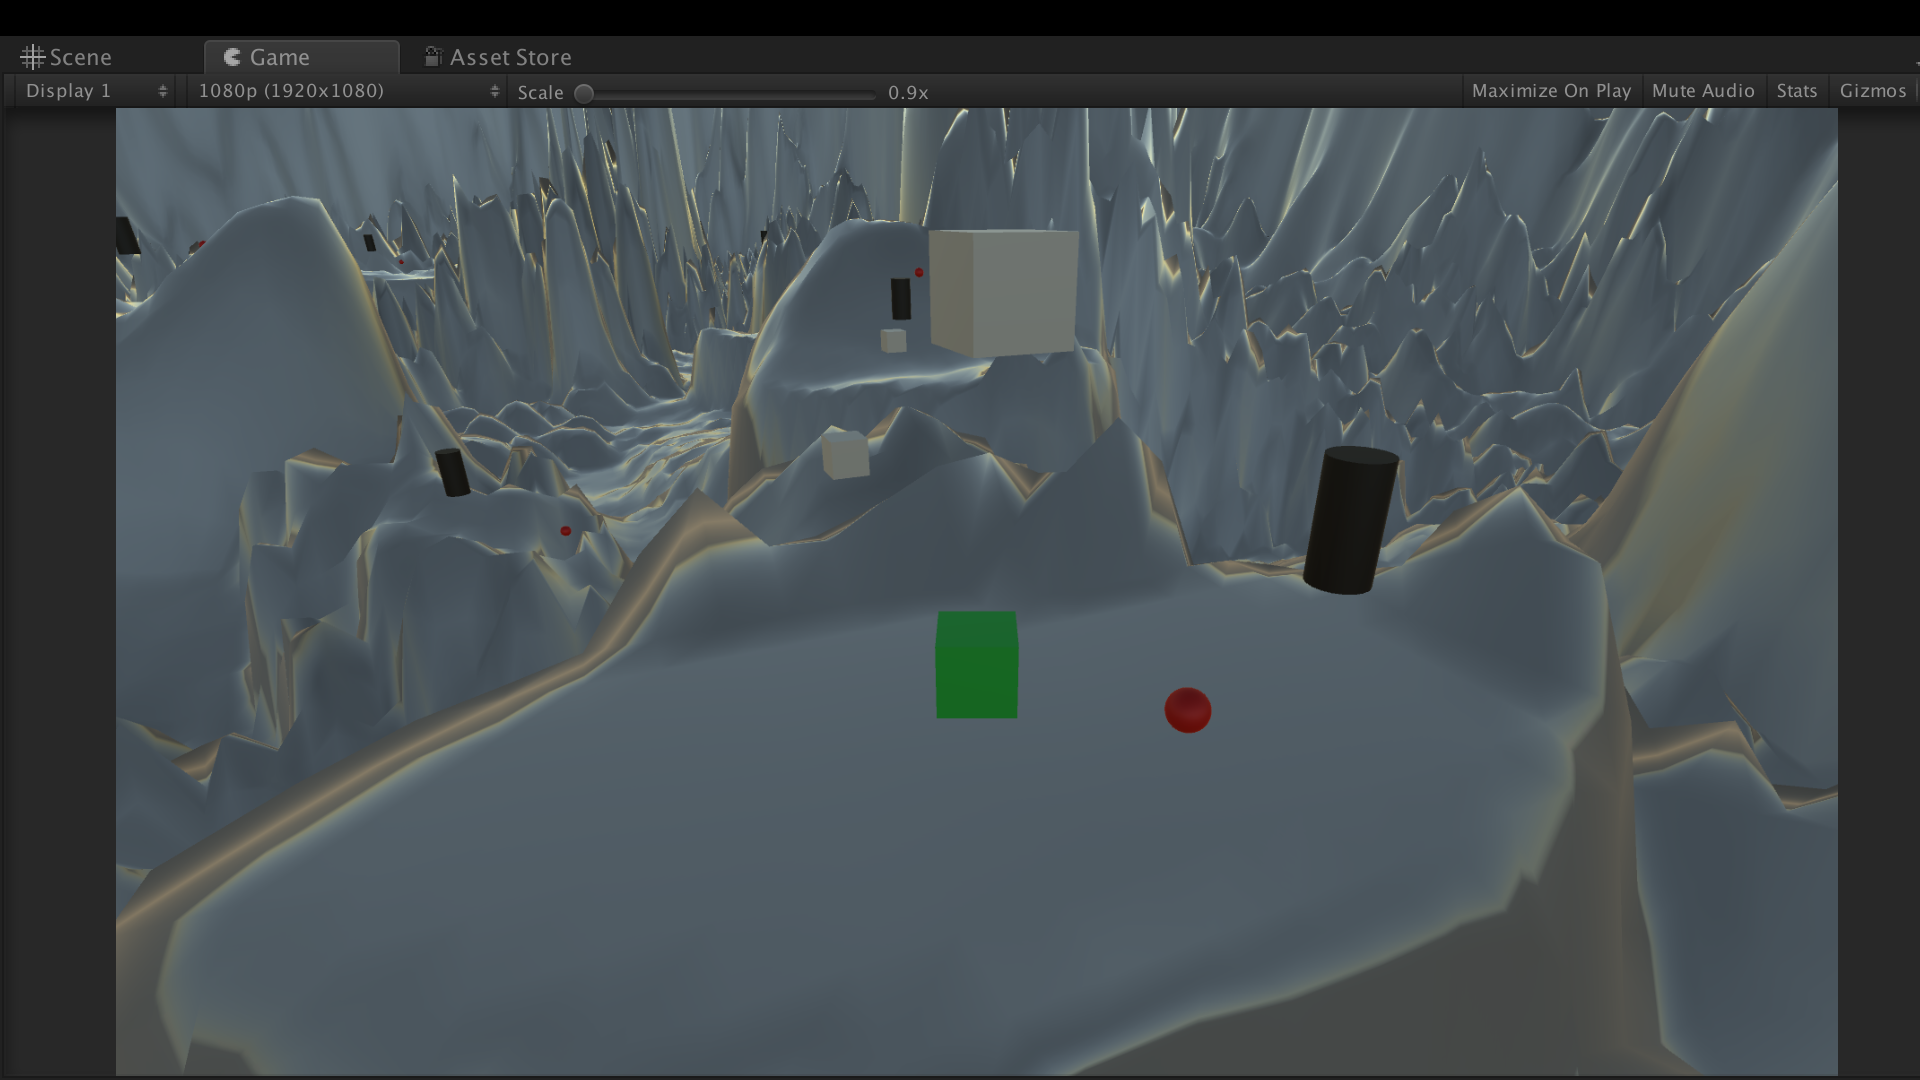 Scene Game Asset Store
Display 1 1080p (1920x1080) Scale 0.9x Maximize On Play Mute Audio Stats Gizmos